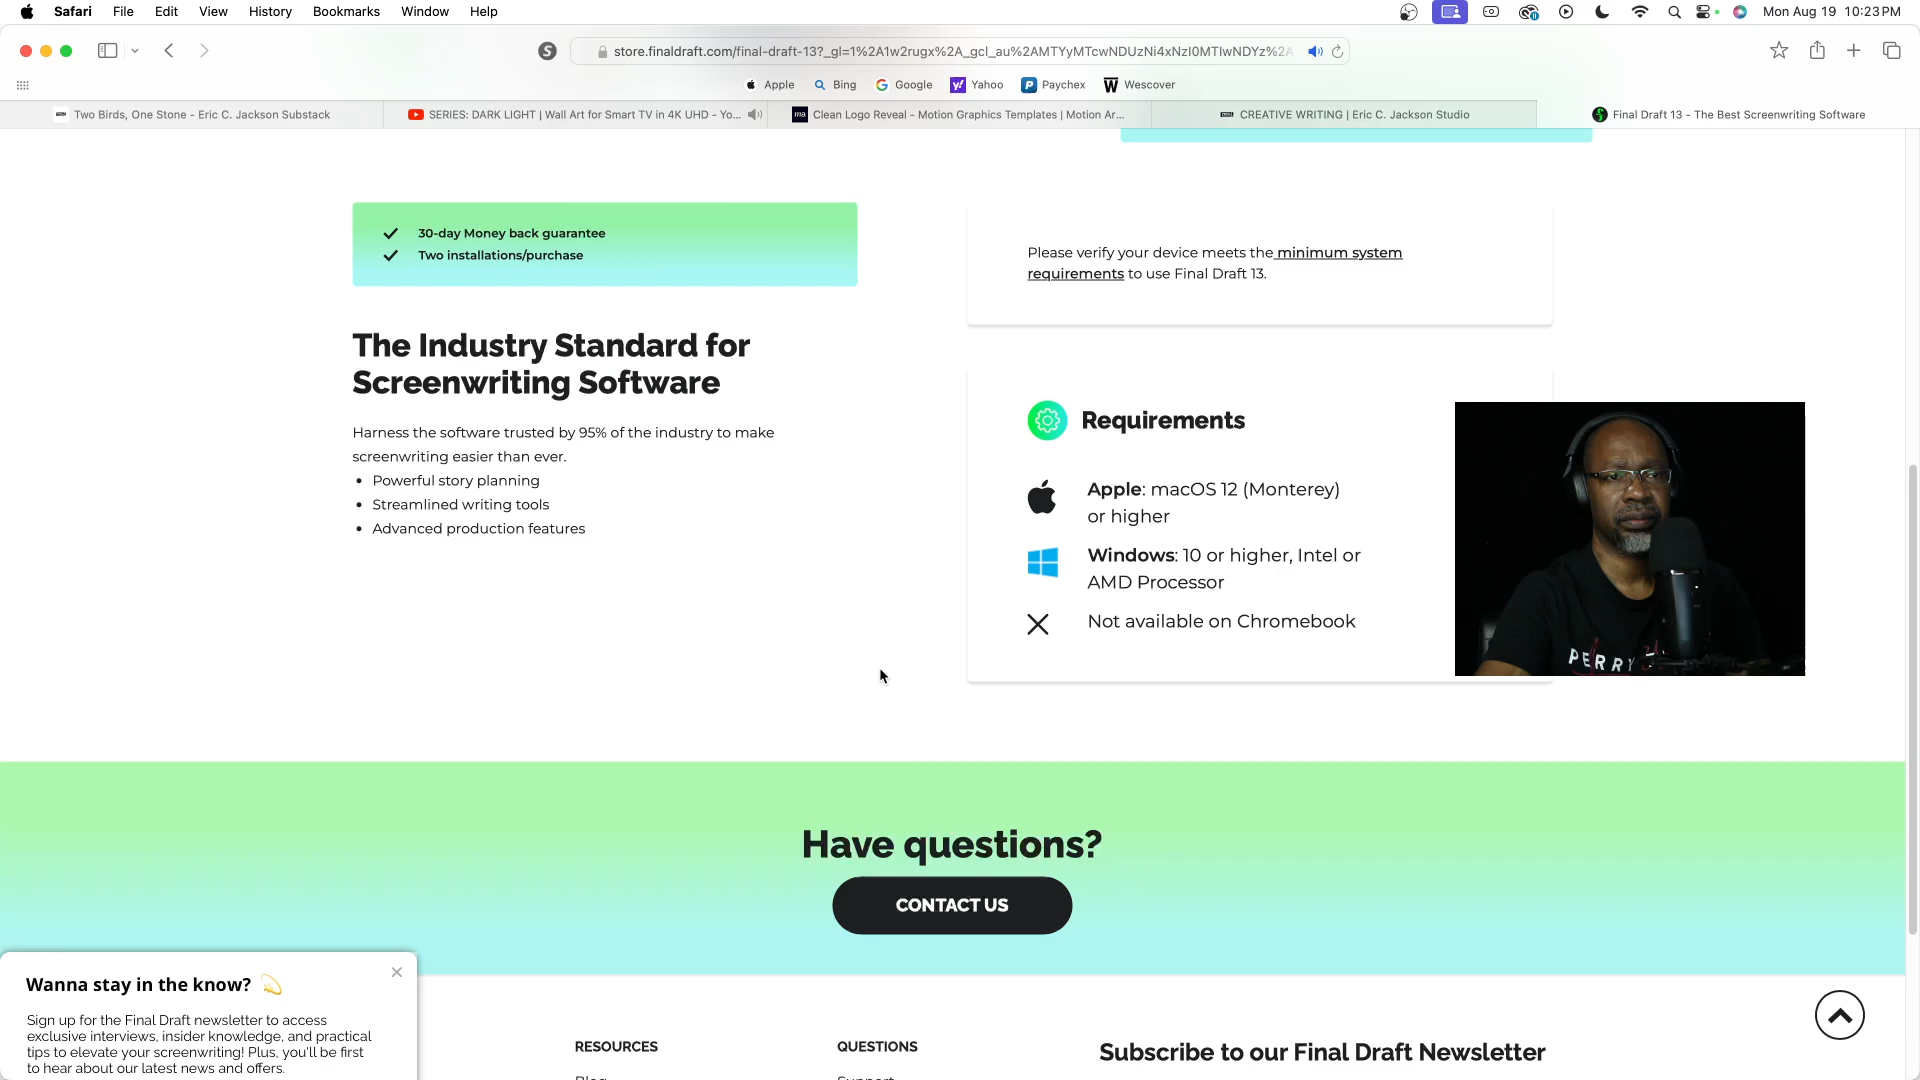 Safari File Edit View History Bookmarks Window Help Mon Aug 19 10:23 PM
store.finaldraft.com/final-draft-13?_gl=1%2A1w2rugx%2A_gcl_au%2AMTYyMTcwNDUzNi4xNzI0MTIwNDYz%2A
Apple Bing Google Yahoo Paychex Wescover
Two Birds, One Stone - Eric C. Jackson Substack
SERIES: DARK LIGHT | Wall Art for Smart TV in 4K UHD - Yo...
Clean Logo Reveal - Motion Graphics Templates | Motion Ar...
CREATIVE WRITING | Eric C. Jackson Studio
Final Draft 13 - The Best Screenwriting Software
30-day Money back guarantee
Two installations/purchase
The Industry Standard for
Screenwriting Software
Harness the software trusted by 95% of the industry to make
screenwriting easier than ever.
• Powerful story planning
• Streamlined writing tools
• Advanced production features
Please verify your device meets the minimum system
requirements to use Final Draft 13.
Requirements
Apple: macOS 12 (Monterey)
or higher
Windows: 10 or higher, Intel or
AMD Processor
Not available on Chromebook
PERRY
Have questions?
CONTACT US
Wanna stay in the know?
Sign up for the Final Draft newsletter to access
exclusive interviews, insider knowledge, and practical
tips to elevate your screenwriting! Plus, you'll be first
to hear about our latest news and offers.
RESOURCES
Blog
QUESTIONS
Support
Subscribe to our Final Draft Newsletter